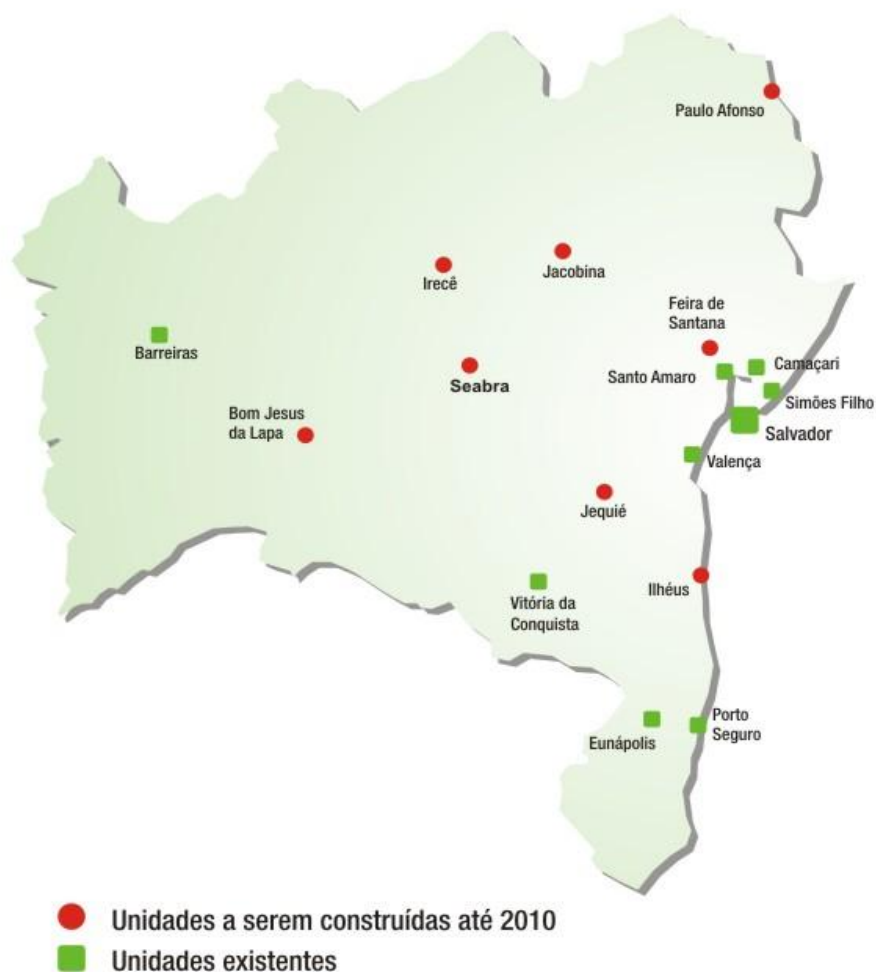 Paulo Afonso
Irecê
Jacobina
Feira de
Santana
Barreiras
Seabra
Santo Amaro
Camaçari
Simões Filho
Bom Jesus
da Lapa
Salvador
Valença
Jequié
Ilhéus
Vitória da
Conquista
Eunápolis
Porto
Seguro
Unidades a serem construídas até 2010
Unidades existentes